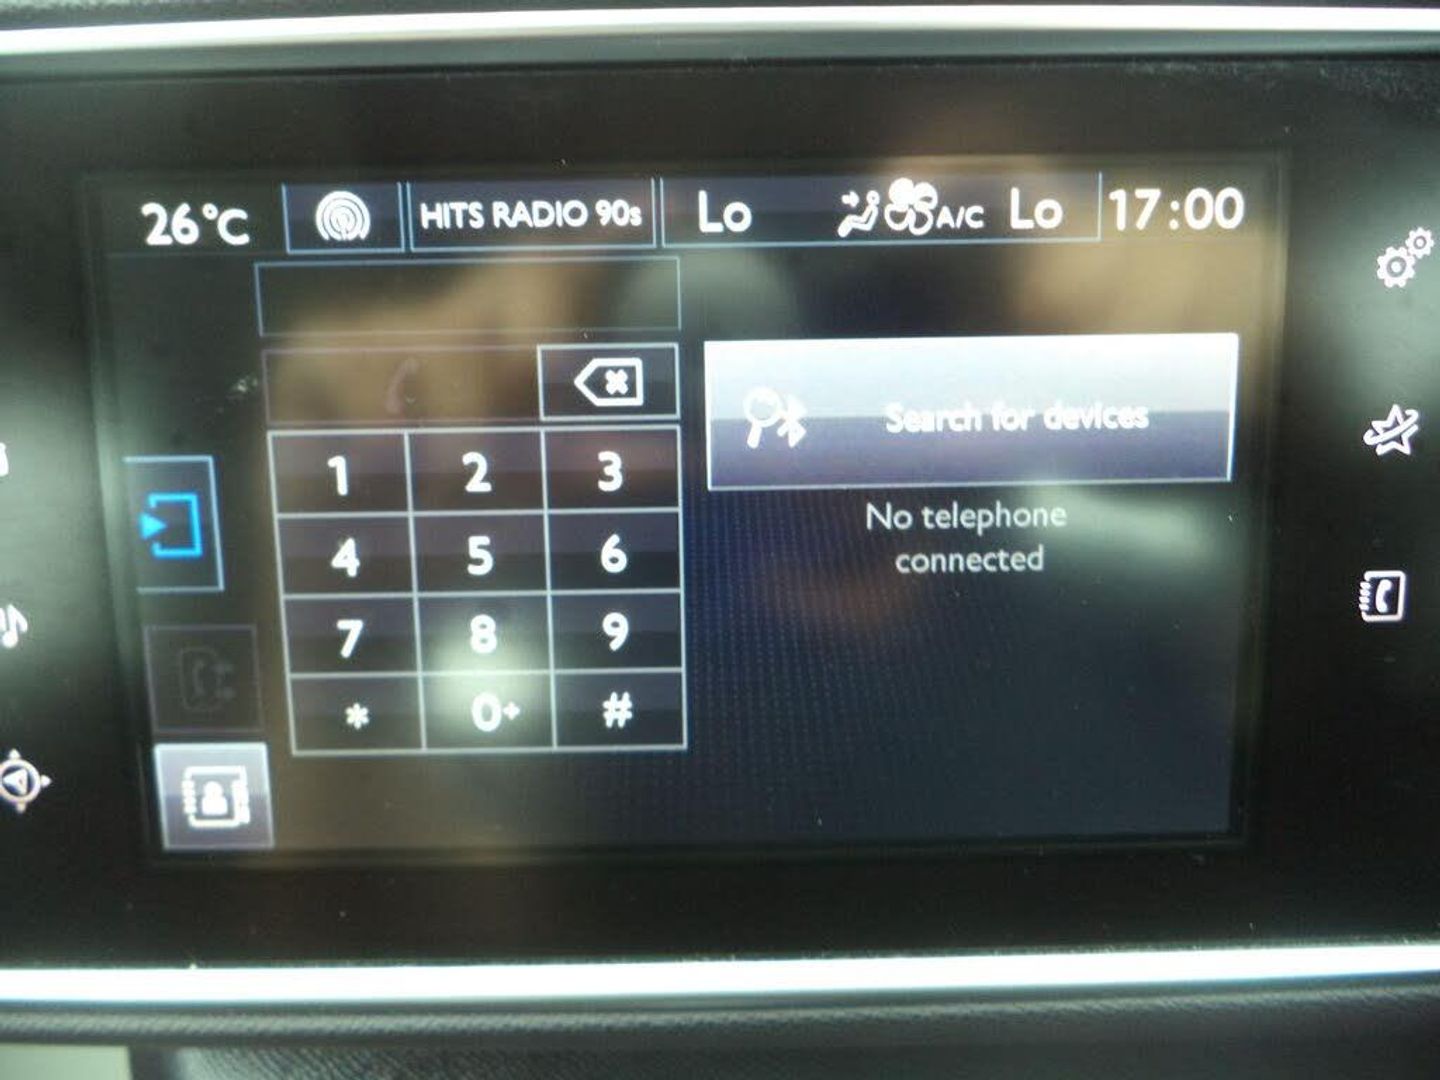 26°C HITS RADIO 90s Lo A/C Lo 17:00
1 2 3
4 5 6
7 8 9
* 0+ #
Search for devices
No telephone
connected